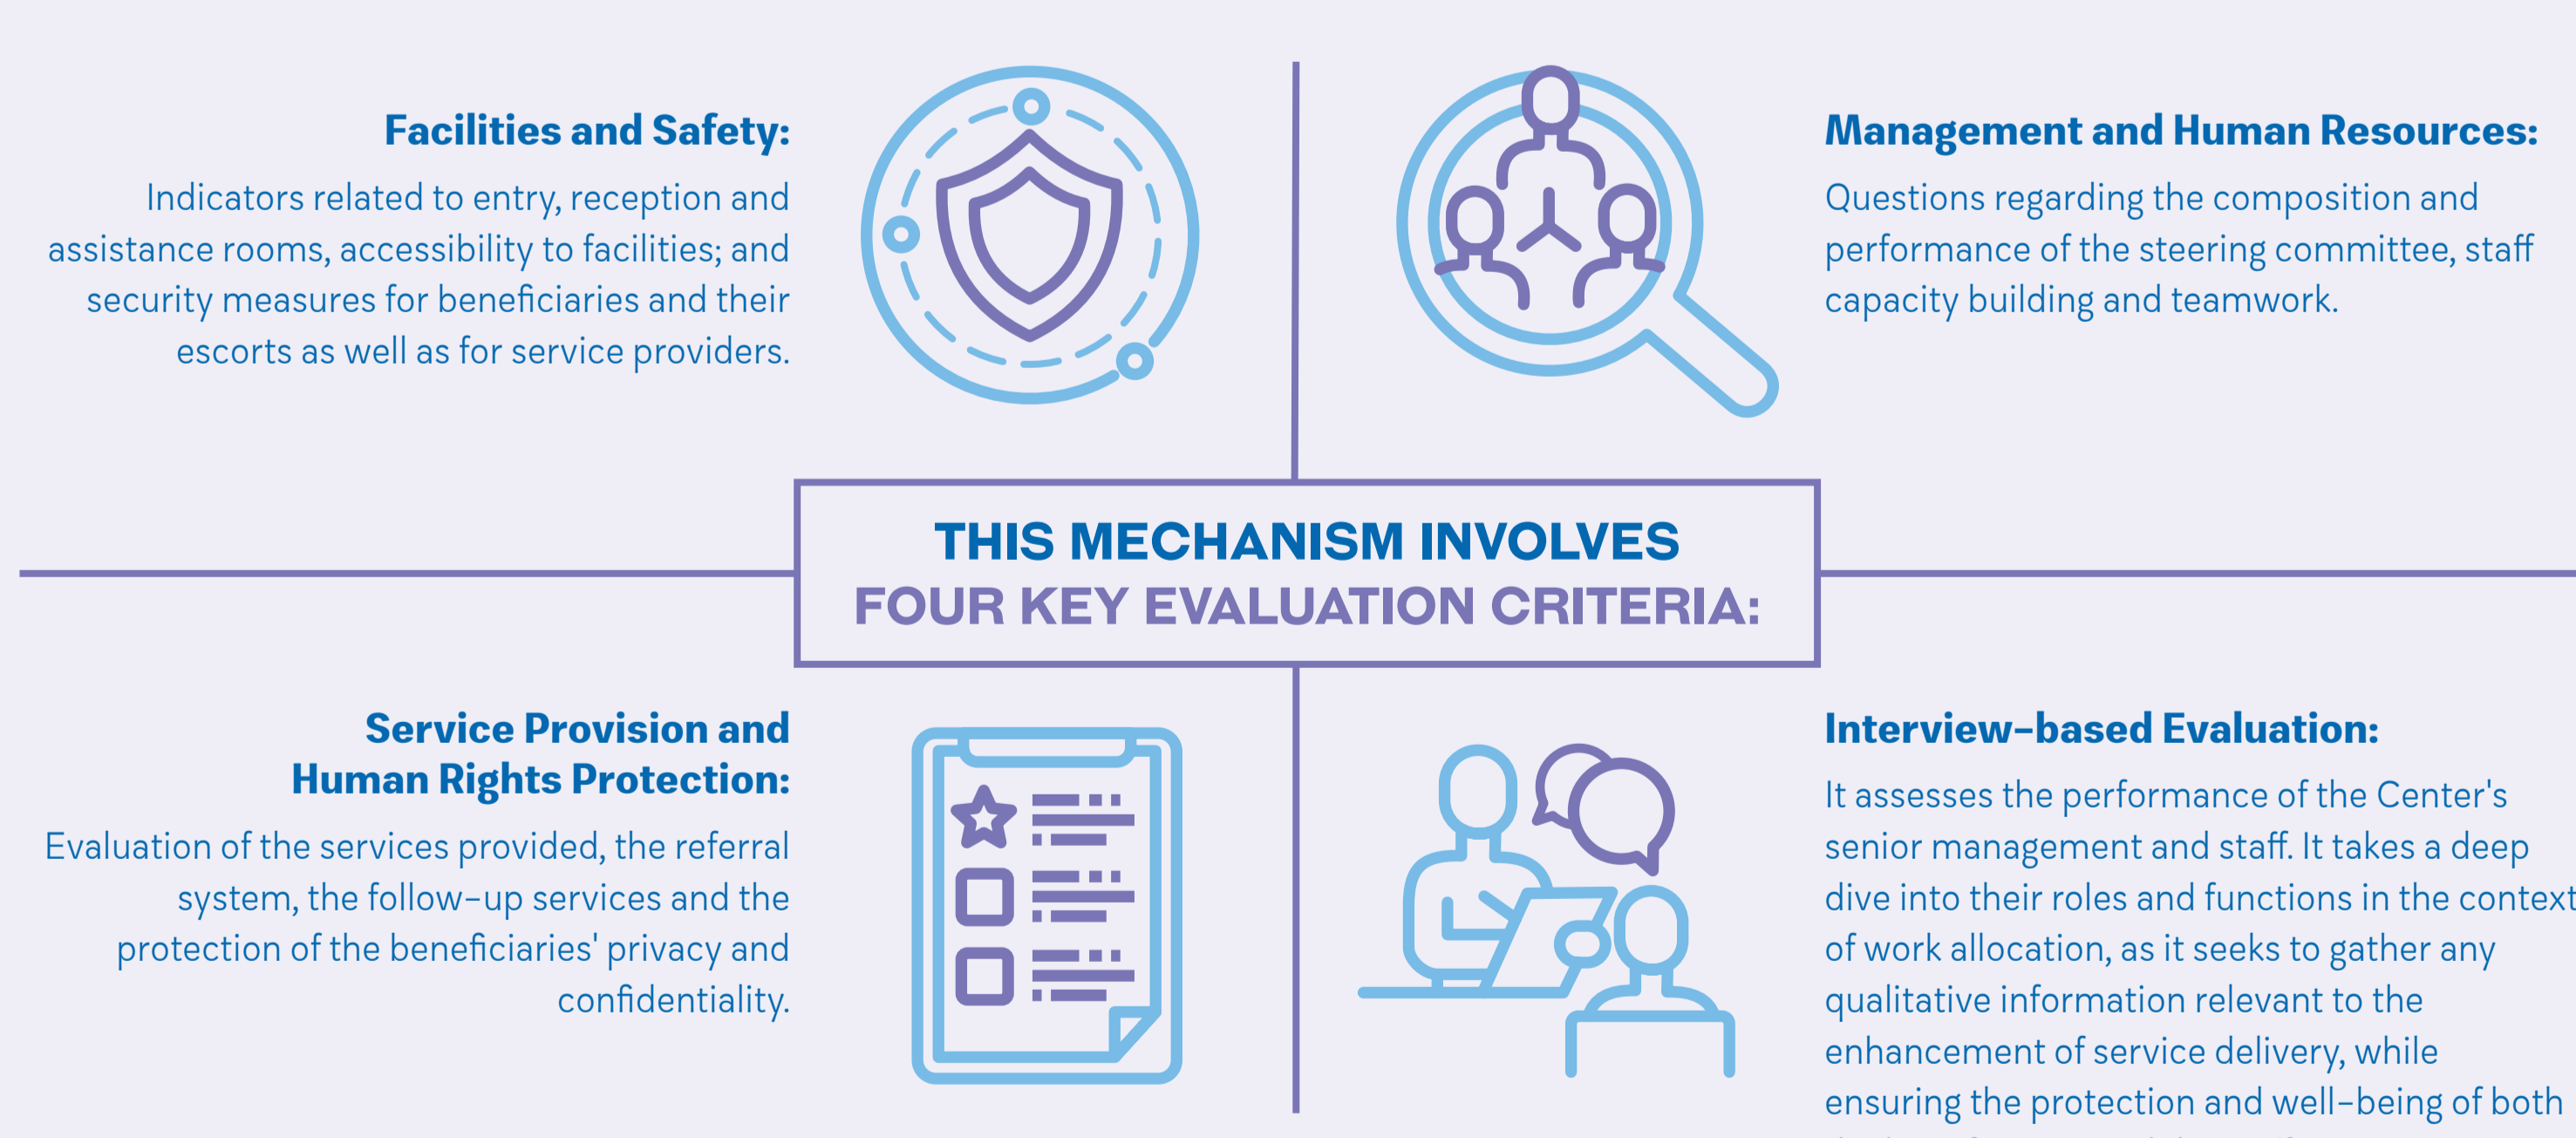 Facilities and Safety:
Indicators related to entry, reception and
assistance rooms, accessibility to facilities; and
security measures for beneficiaries and their
escorts as well as for service providers.
Management and Human Resources:
Questions regarding the composition and
performance of the steering committee, staff
capacity building and teamwork.
THIS MECHANISM INVOLVES
FOUR KEY EVALUATION CRITERIA:
Service Provision and
Human Rights Protection:
Evaluation of the services provided, the referral
system, the follow-up services and the
protection of the beneficiaries' privacy and
confidentiality.
Interview-based Evaluation:
It assesses the performance of the Center's
senior management and staff. It takes a deep
dive into their roles and functions in the context
of work allocation, as it seeks to gather any
qualitative information relevant to the
enhancement of service delivery, while
ensuring the protection and well-being of both